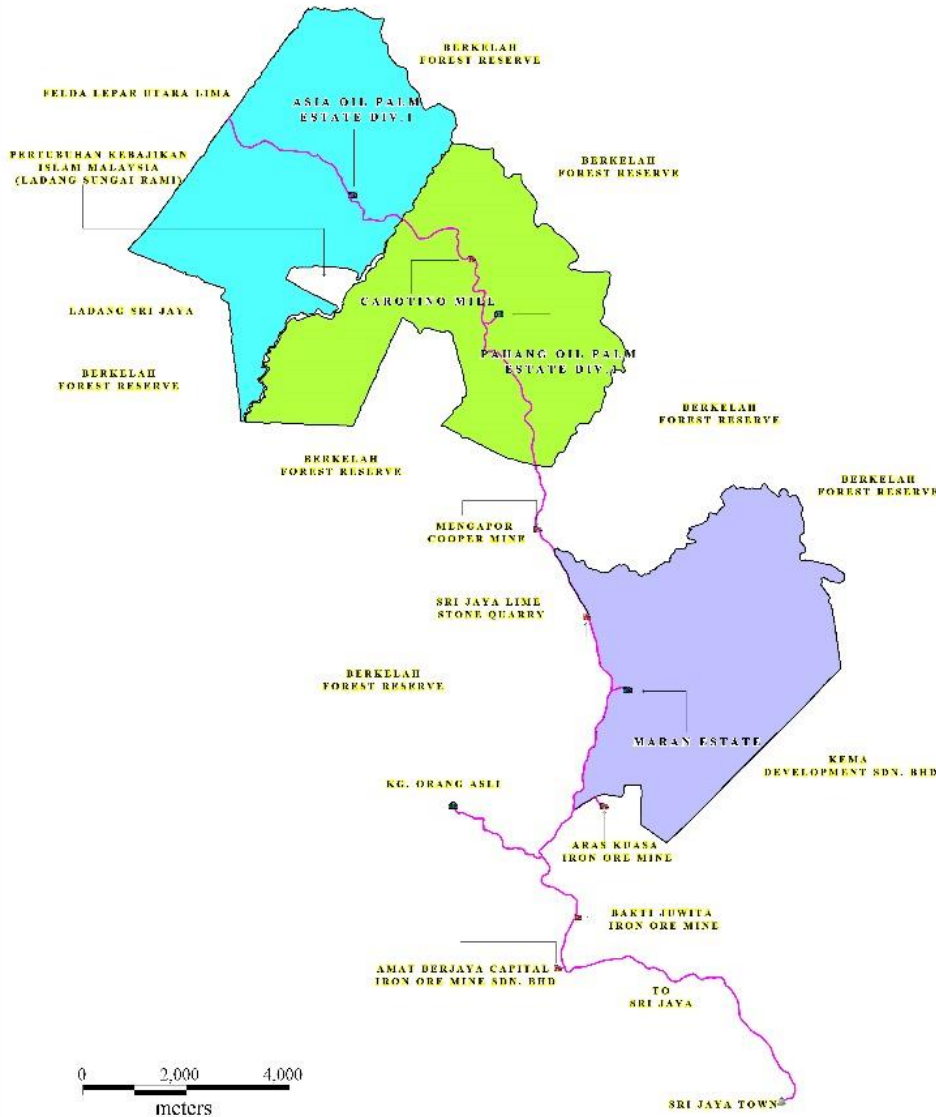 BERKELAH
FOREST RESERVE
FELDA LEPAR UTARA LIMA
ASIA OIL PALM
ESTATE DIV.1
PERTUBUHAN KEBAJIKAN
ISLAM MALAYSIA
(LADANG SUNGAI RAMI)
BERKELAH
FOREST RESERVE
LADANG SRI JAYA
CAROTINO MILL
PAHANG OIL PALM
ESTATE DIV.1
BERKELAH
FOREST RESERVE
BERKELAH
FOREST RESERVE
BERKELAH
FOREST RESERVE
BERKELAH
FOREST RESERVE
MENGAPOR
COOPER MINE
SRI JAYA LIME
STONE QUARRY
BERKELAH
FOREST RESERVE
MARAN ESTATE
KEMA
DEVELOPMENT SDN. BHD
KG. ORANG ASLI
ARAS KUASA
IRON ORE MINE
BAKTI JUWITA
IRON ORE MINE
AMAT BERJAYA CAPITAL
IRON ORE MINE SDN. BHD
TO
SRI JAYA
0 2,000 4,000
meters
SRI JAYA TOWN